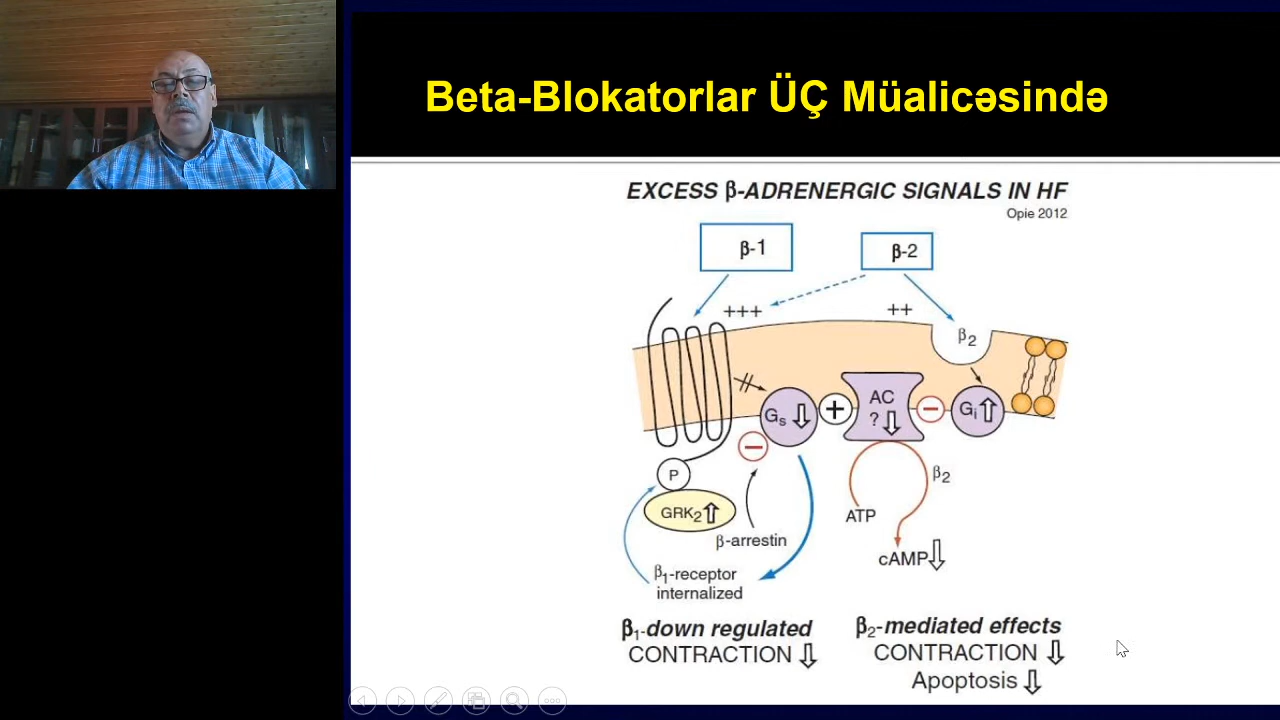 Beta-Blokatorlar ÜÇ Müalicəsində
EXCESS β-ADRENERGIC SIGNALS IN HF
Opie 2012
β-1
β-2
+++
++
β2
Gs
+
AC
?
−
Gi
−
P
GRK2
β2
ATP
β-arrestin
cAMP
β1-receptor
internalized
β1-down regulated
CONTRACTION
β2-mediated effects
CONTRACTION
Apoptosis